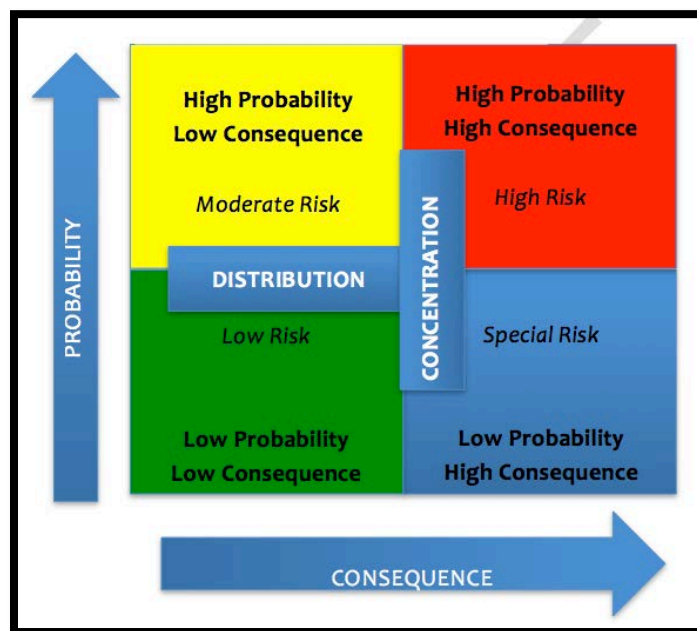 High Probability
Low Consequence
Moderate Risk
High Probability
High Consequence
High Risk
PROBABILITY
DISTRIBUTION
CONCENTRATION
Low Risk
Low Probability
Low Consequence
Special Risk
Low Probability
High Consequence
CONSEQUENCE